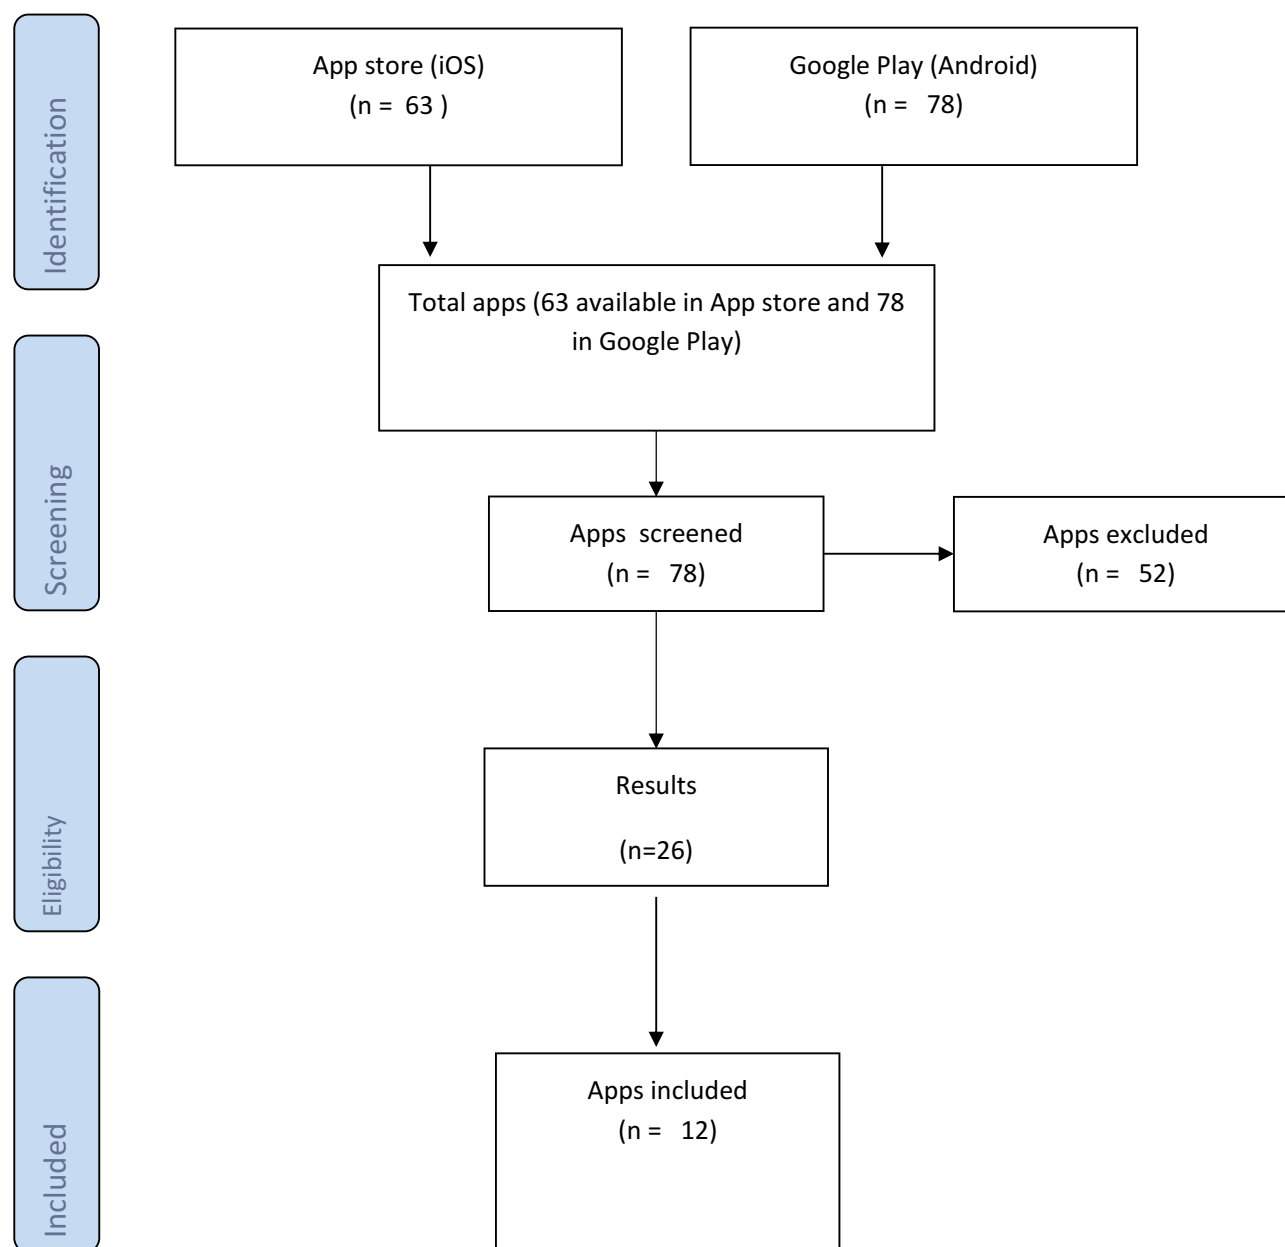 Identification
App store (iOS)
(n =  63 )
Google Play (Android)
(n =   78)
Total apps (63 available in App store and 78
in Google Play)
Screening
Apps  screened
(n =   78)
Apps excluded
(n =   52)
Eligibility
Results
(n=26)
Included
Apps included
(n =   12)